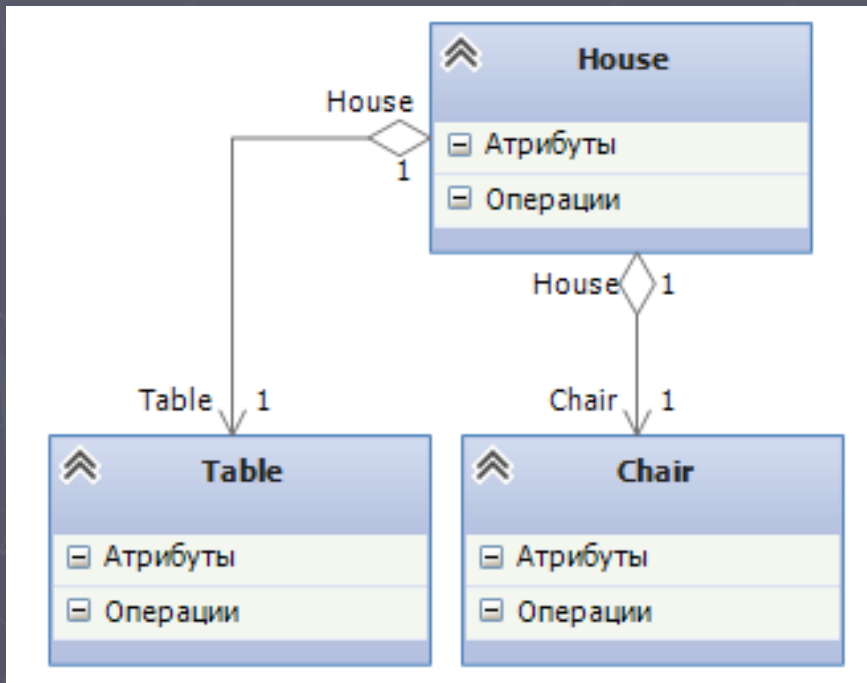 House
Атрибуты
Операции
House
1
House
1
Table
1
Chair
1
Table
Атрибуты
Операции
Chair
Атрибуты
Операции